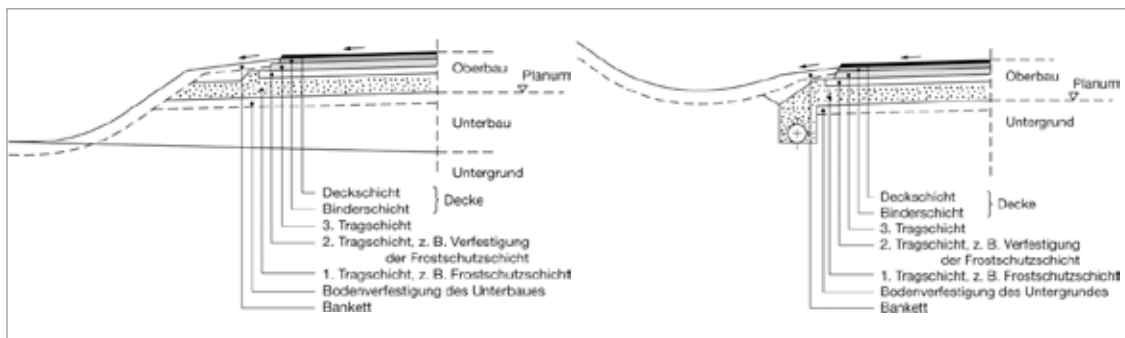 Oberbau
Planum
Unterbau
Untergrund
Deckschicht
Binderschicht
Decke
3. Tragschicht
2. Tragschicht, z. B. Verfestigung
der Frostschutzschicht
1. Tragschicht, z. B. Frostschutzschicht
Bodenverfestigung des Unterbaues
Bankett
Oberbau
Planum
Untergrund
Deckschicht
Binderschicht
Decke
3. Tragschicht
2. Tragschicht, z. B. Verfestigung
der Frostschutzschicht
1. Tragschicht, z. B. Frostschutzschicht
Bodenverfestigung des Untergrundes
Bankett